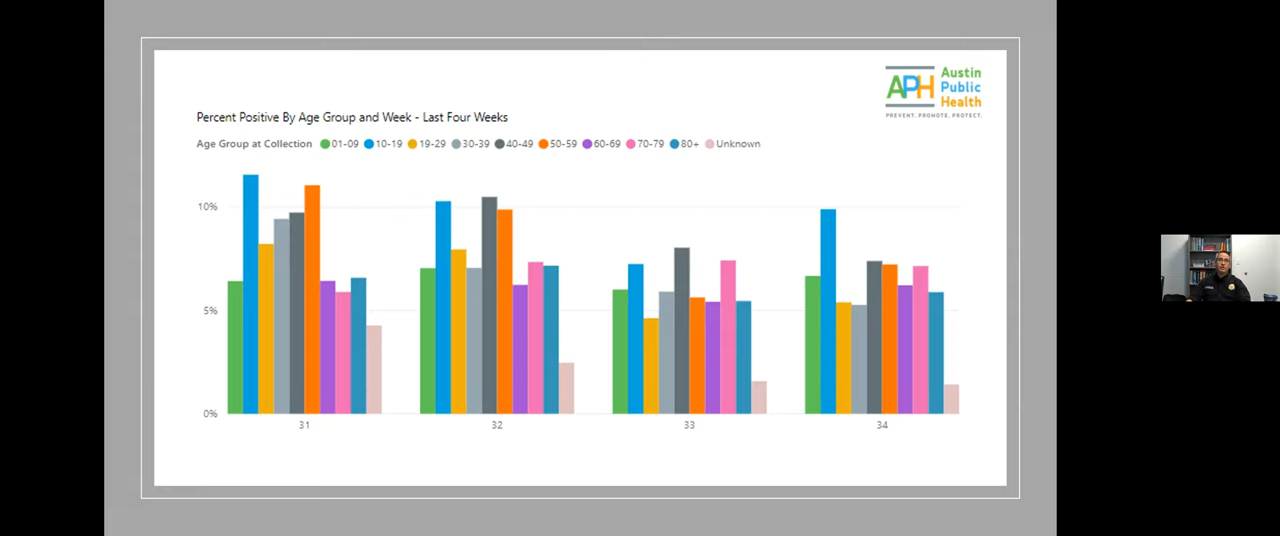 APH Austin
Public
Health
PREVENT. PROMOTE. PROTECT.
Percent Positive By Age Group and Week - Last Four Weeks
Age Group at Collection 01-09 10-19 19-29 30-39 40-49 50-59 60-69 70-79 80+ Unknown
10%
5%
0%
31 32 33 34